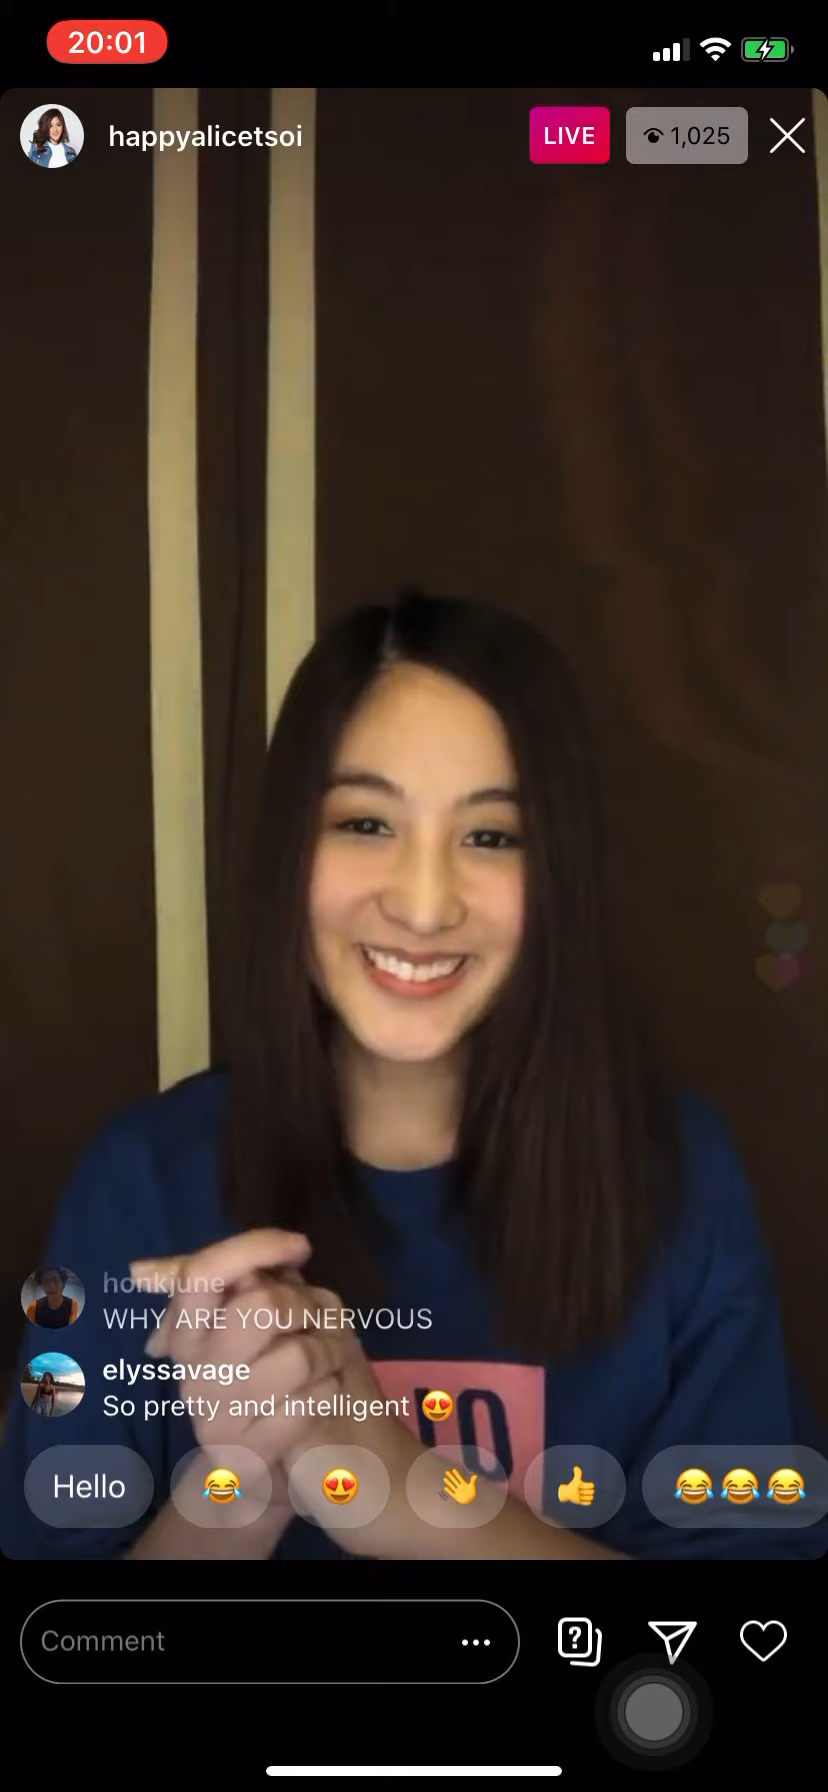 20:01
happyalicetsoi
LIVE
1,025
honkjune
WHY ARE YOU NERVOUS
elyssavage
So pretty and intelligent 😍
Hello 😂 😍 👋 👍 😂😂😂
Comment